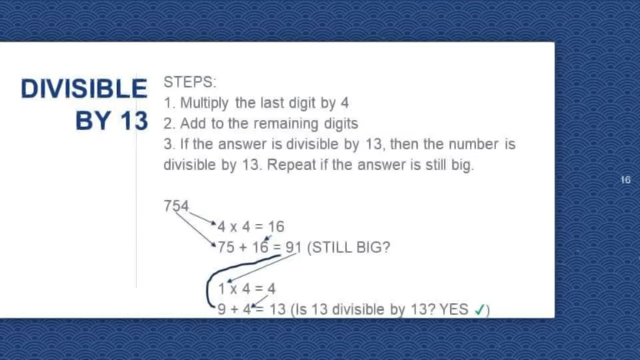 DIVISIBLE
BY 13
STEPS:
1. Multiply the last digit by 4
2. Add to the remaining digits
3. If the answer is divisible by 13, then the number is
divisible by 13. Repeat if the answer is still big.
754
4 x 4 = 16
75 + 16 = 91 (STILL BIG?
1 x 4 = 4
9 + 4 = 13 (Is 13 divisible by 13? YES ✓)
16